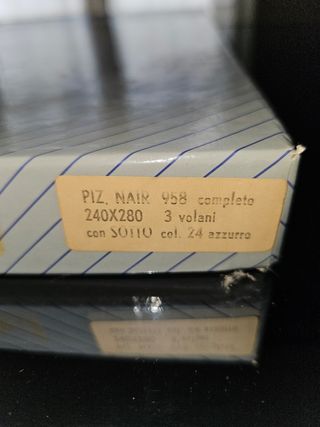 PIZ. NAIR 958 completo
240X280 3 volani
con SOTTO col. 24 azzurro